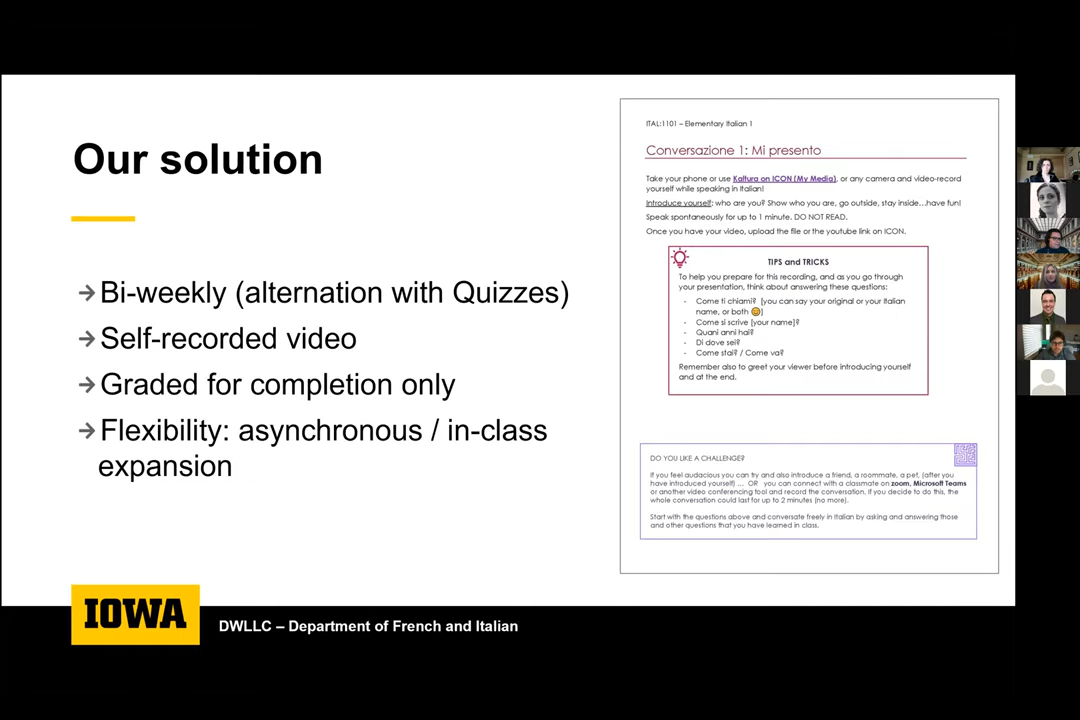 Our solution
→Bi-weekly (alternation with Quizzes)
→Self-recorded video
→Graded for completion only
→Flexibility: asynchronous / in-class
expansion
ITAL:1101 – Elementary Italian 1
Conversazione 1: Mi presento
Take your phone or use Kaltura on ICON (My Media), or any camera and video-record
yourself while speaking in Italian!
Introduce yourself: who are you? Show who you are, go outside, stay inside…have fun!
Speak spontaneously for up to 1 minute. DO NOT READ.
Once you have your video, upload the file or the youtube link on ICON.
TIPS and TRICKS
To help you prepare for this recording, and as you go through
your presentation, think about answering these questions:
- Come ti chiami? [you can say your original or your Italian
name, or both 😊]
- Come si scrive [your name]?
- Quani anni hai?
- Di dove sei?
- Come stai? / Come va?
Remember also to greet your viewer before introducing yourself
and at the end.
DO YOU LIKE A CHALLENGE?
If you feel audacious you can try and also introduce a friend, a roommate, a pet, (after you
have introduced yourself) … OR you can connect with a classmate on zoom, Microsoft Teams
or another video conferencing tool and record the conversation. If you decide to do this, the
whole conversation could last for up to 2 minutes (no more).
Start with the questions above and conversate freely in Italian by asking and answering those
and other questions that you have learned in class.
IOWA
DWLLC – Department of French and Italian